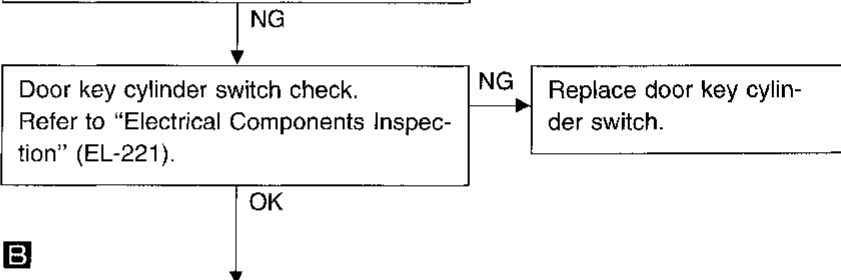 NG
Door key cylinder switch check.
Refer to “Electrical Components Inspec-
tion” (EL-221).
NG
Replace door key cylin-
der switch.
OK
B